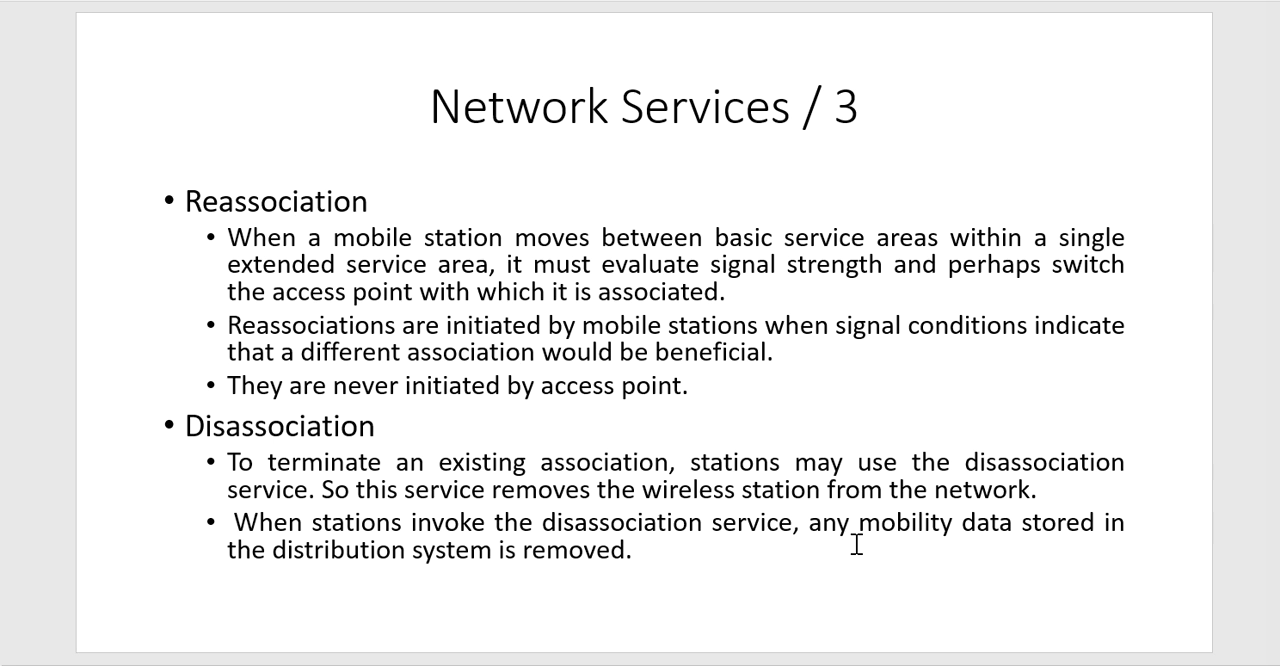 Network Services / 3
• Reassociation
• When a mobile station moves between basic service areas within a single
extended service area, it must evaluate signal strength and perhaps switch
the access point with which it is associated.
• Reassociations are initiated by mobile stations when signal conditions indicate
that a different association would be beneficial.
• They are never initiated by access point.
• Disassociation
• To terminate an existing association, stations may use the disassociation
service. So this service removes the wireless station from the network.
• When stations invoke the disassociation service, any mobility data stored in
the distribution system is removed.